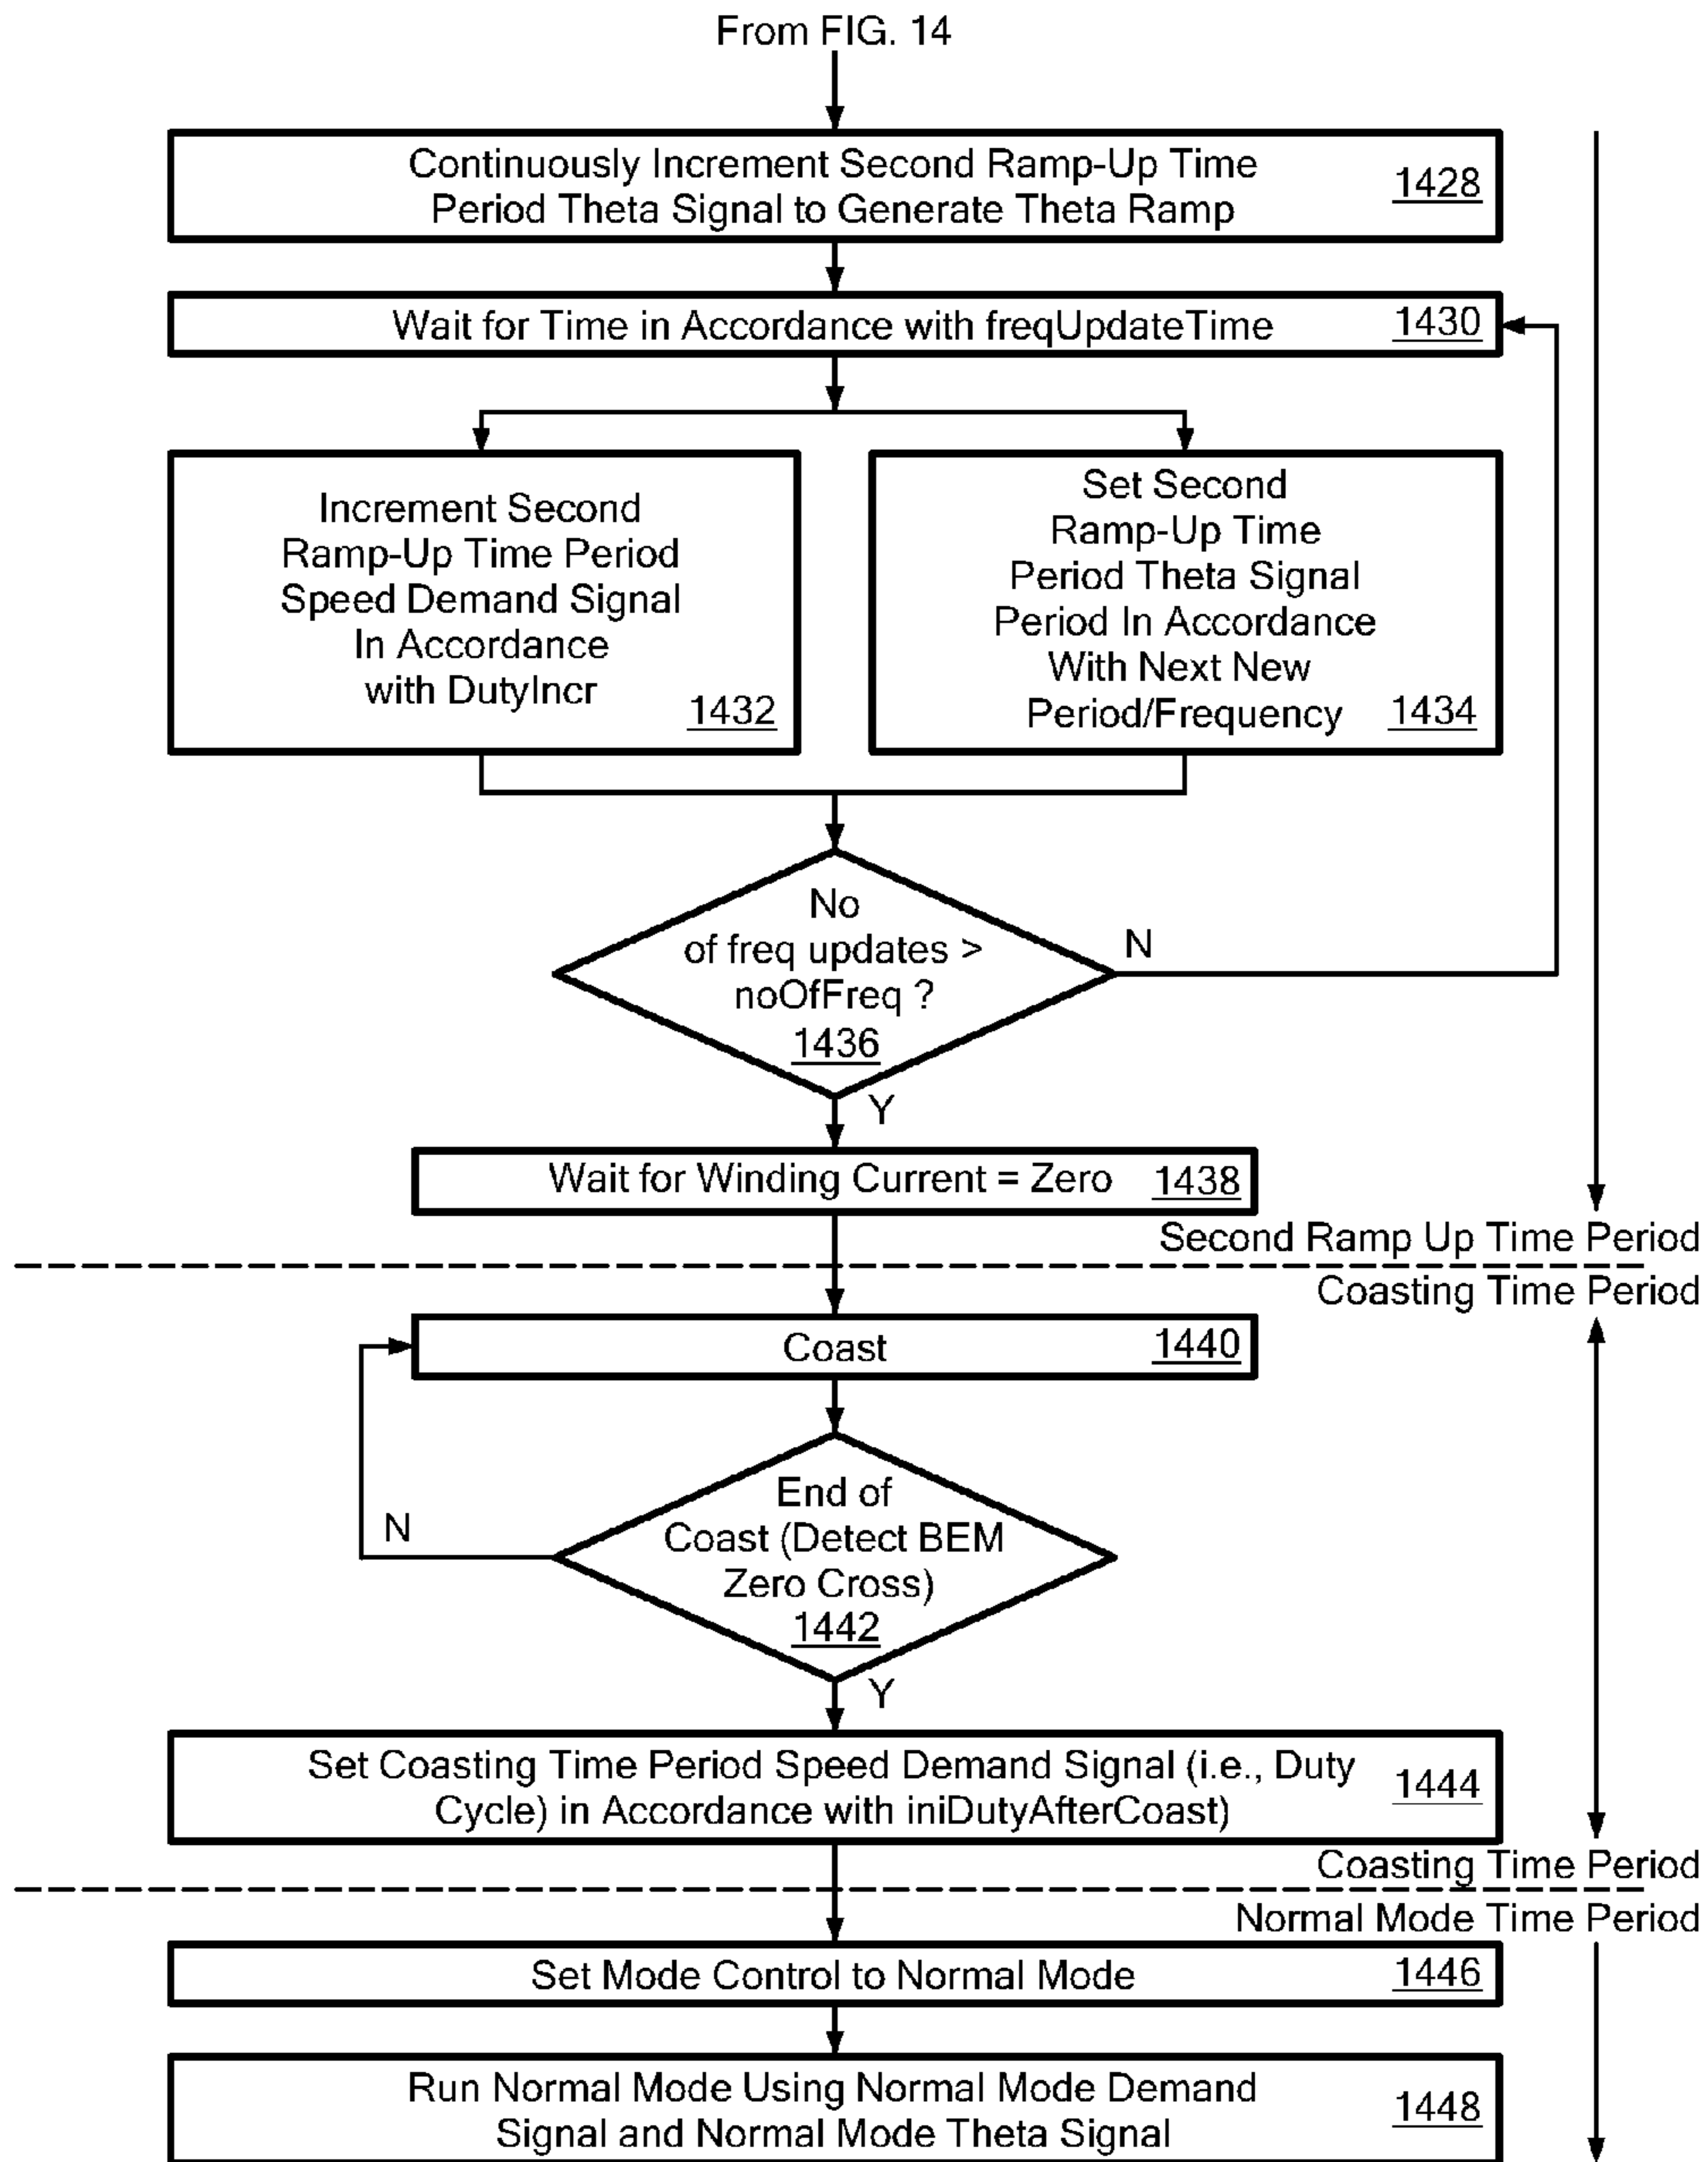 From FIG. 14
Continuously Increment Second Ramp-Up Time
Period Theta Signal to Generate Theta Ramp
1428
Wait for Time in Accordance with freqUpdateTime
1430
Increment Second
Ramp-Up Time Period
Speed Demand Signal
In Accordance
with DutyIncr
1432
Set Second
Ramp-Up Time
Period Theta Signal
Period In Accordance
With Next New
Period/Frequency
1434
No
of freq updates >
noOfFreq ?
1436
N
Y
Wait for Winding Current = Zero
1438
Second Ramp Up Time Period
Coasting Time Period
Coast
1440
End of
Coast (Detect BEM
Zero Cross)
1442
N
Y
Set Coasting Time Period Speed Demand Signal (i.e., Duty
Cycle) in Accordance with iniDutyAfterCoast)
1444
Coasting Time Period
Normal Mode Time Period
Set Mode Control to Normal Mode
1446
Run Normal Mode Using Normal Mode Demand
Signal and Normal Mode Theta Signal
1448